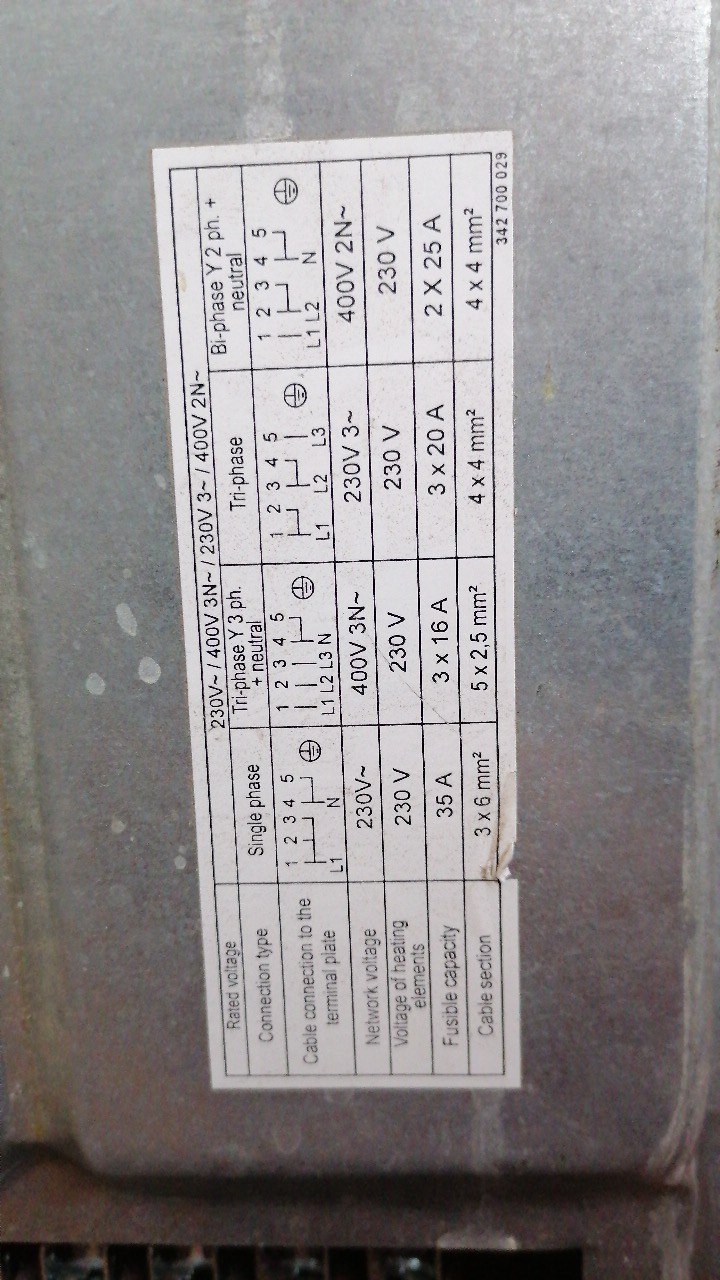 Rated voltage 230V~ / 400V 3N~ / 230V 3~ / 400V 2N~
Connection type Single phase Tri-phase Y 3 ph. + neutral Tri-phase Bi-phase Y 2 ph. + neutral
Cable connection to the terminal plate
1 2 3 4 5 1 2 3 4 5 1 2 3 4 5 1 2 3 4 5
L1 N L1 L2 L3 N L1 L2 L3 L1 L2 N
Network voltage 230V~ 400V 3N~ 230V 3~ 400V 2N~
Voltage of heating elements 230 V 230 V 230 V 230 V
Fusible capacity 35 A 3 x 16 A 3 x 20 A 2 X 25 A
Cable section 3 x 6 mm² 5 x 2,5 mm² 4 x 4 mm² 4 x 4 mm²
342 700 029